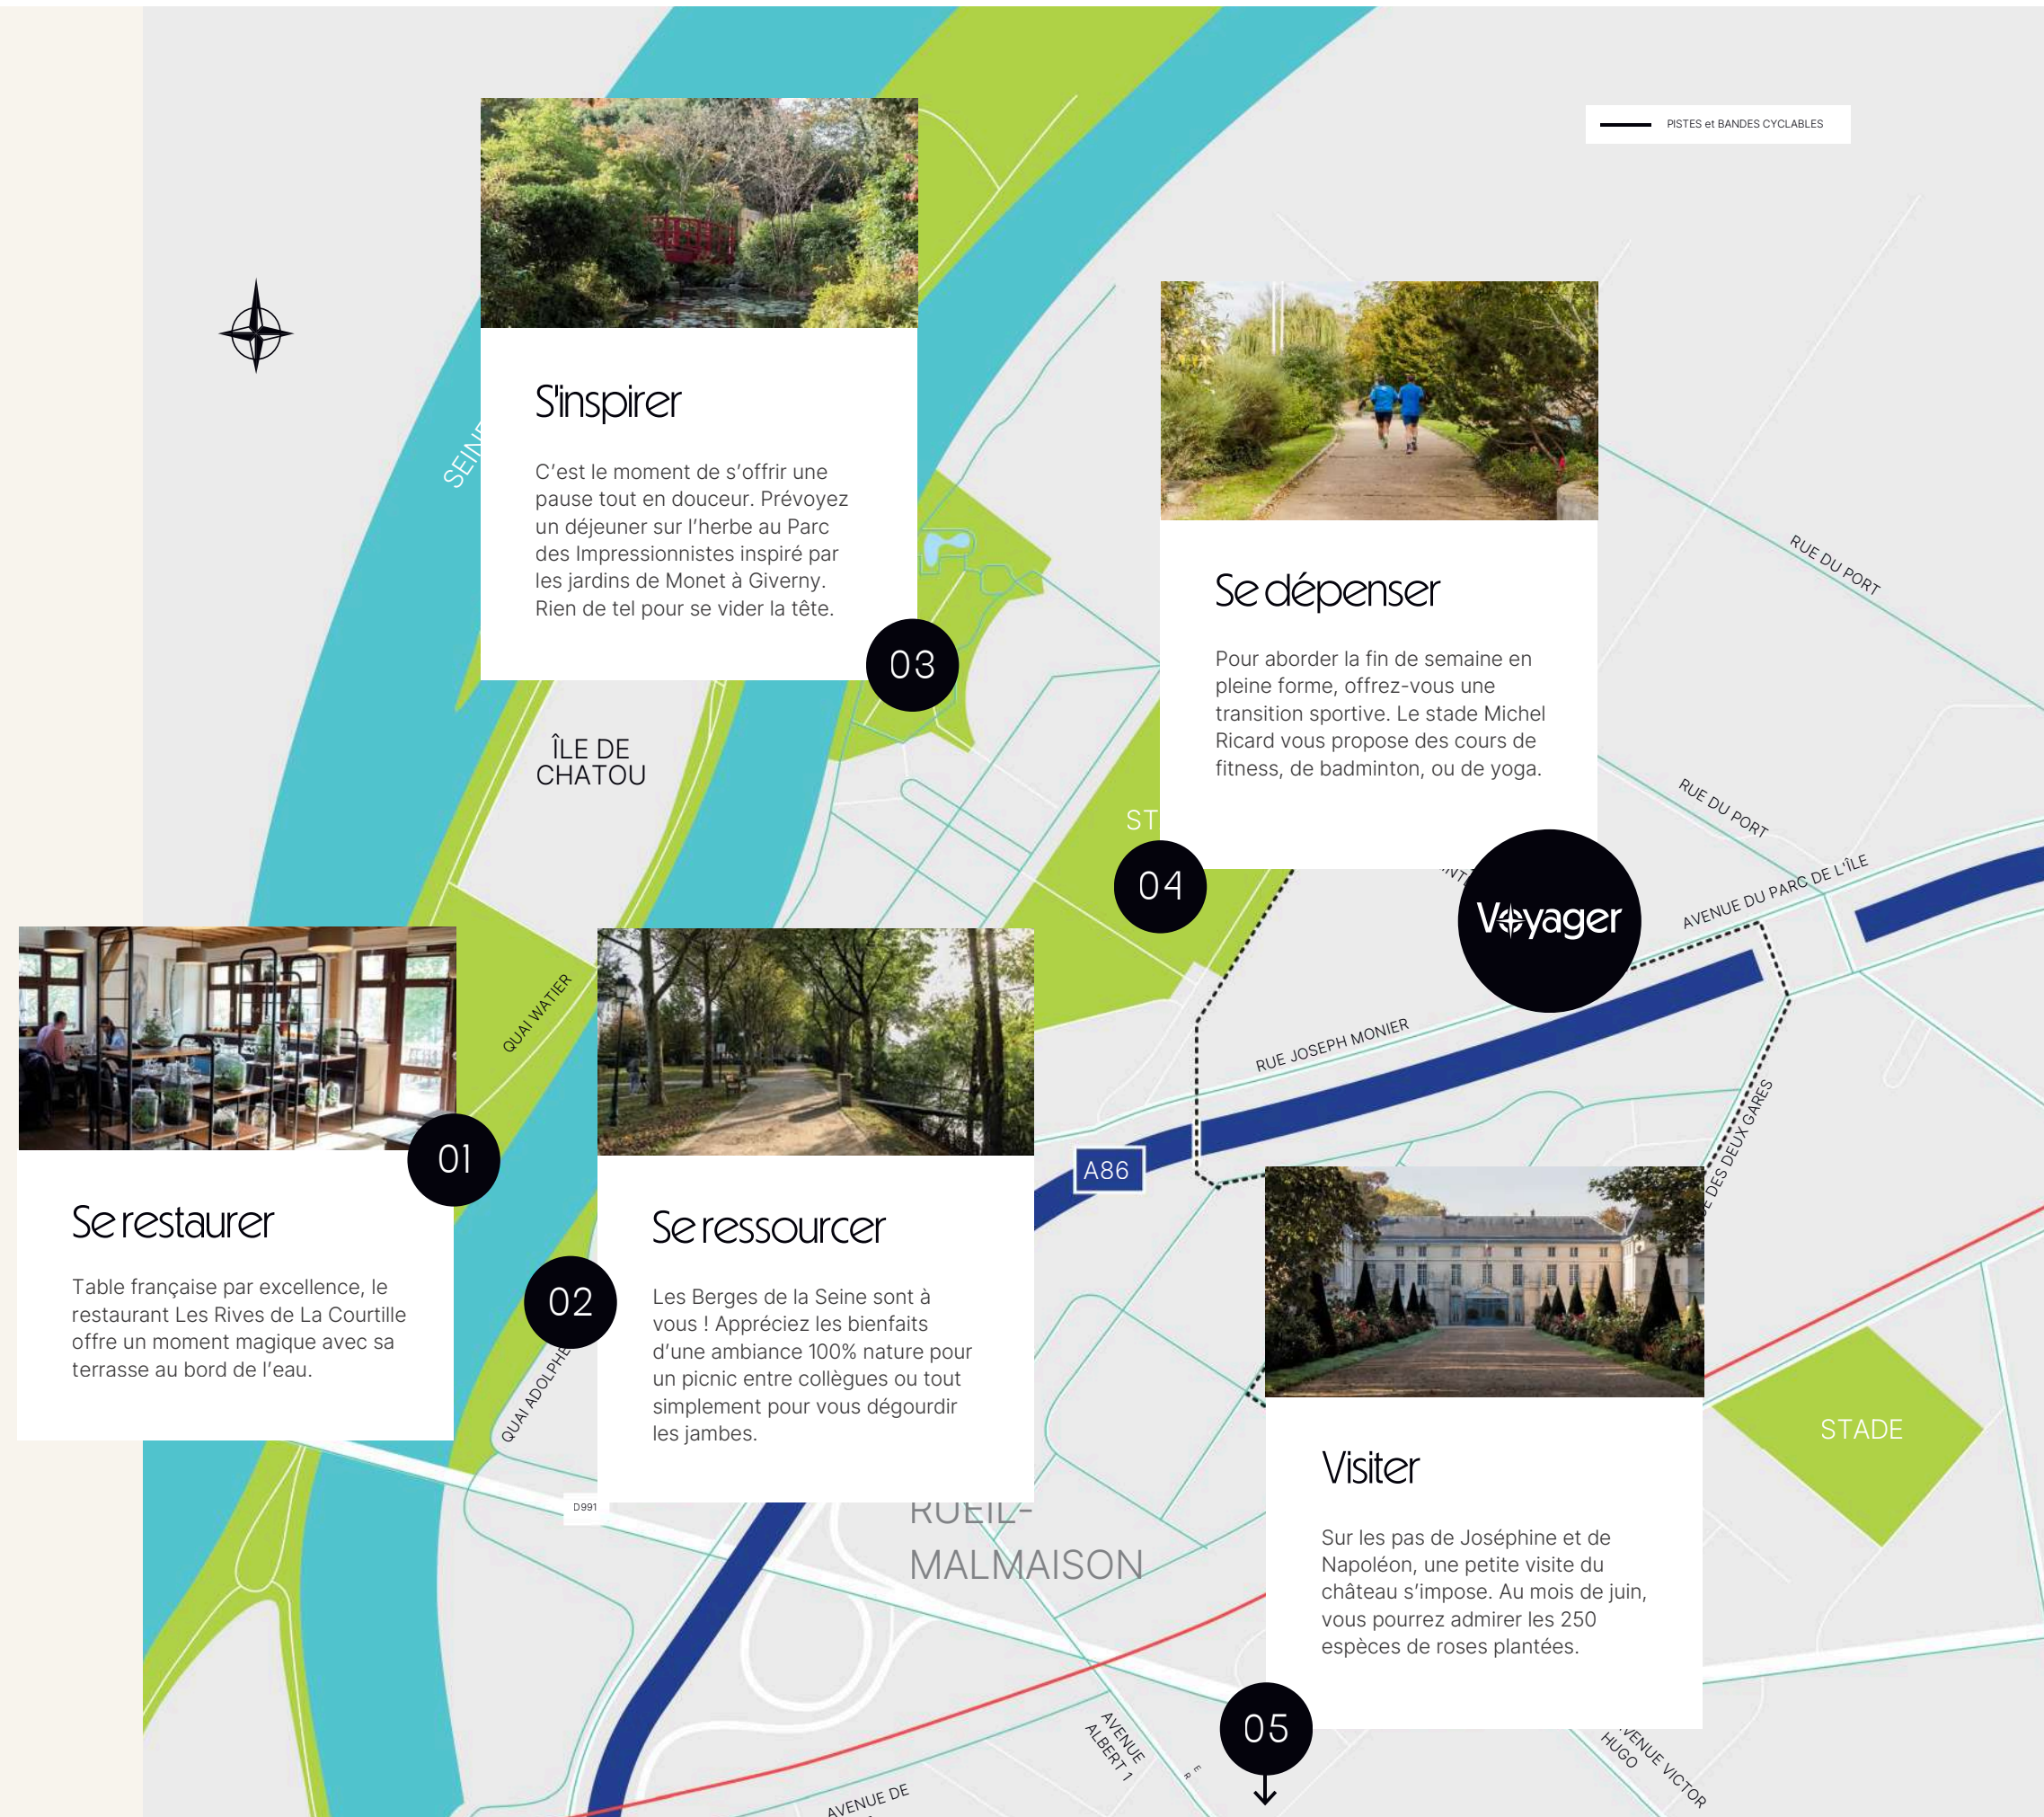 PISTES et BANDES CYCLABLES
S'inspirer
C'est le moment de s'offrir une
pause tout en douceur. Prévoyez
un déjeuner sur l'herbe au Parc
des Impressionnistes inspiré par
les jardins de Monet à Giverny.
Rien de tel pour se vider la tête.
03
Se dépenser
Pour aborder la fin de semaine en
pleine forme, offrez-vous une
transition sportive. Le stade Michel
Ricard vous propose des cours de
fitness, de badminton, ou de yoga.
04
Voyager
RUE DU PORT
RUE DU PORT
AVENUE DU PARC DE L'ÎLE
ÎLE DE
CHATOU
QUAI WATIER
RUE JOSEPH MONIER
A86
DES DEUX GARES
01
Se restaurer
Table française par excellence, le
restaurant Les Rives de La Courtille
offre un moment magique avec sa
terrasse au bord de l'eau.
02
Se ressourcer
Les Berges de la Seine sont à
vous ! Appréciez les bienfaits
d'une ambiance 100% nature pour
un picnic entre collègues ou tout
simplement pour vous dégourdir
les jambes.
QUAI ADOLPHE
D991
RUEIL-
MALMAISON
STADE
Visiter
Sur les pas de Joséphine et de
Napoléon, une petite visite du
château s'impose. Au mois de juin,
vous pourrez admirer les 250
espèces de roses plantées.
05
AVENUE
ALBERT 1
ER
AVENUE VICTOR
HUGO
AVENUE DE